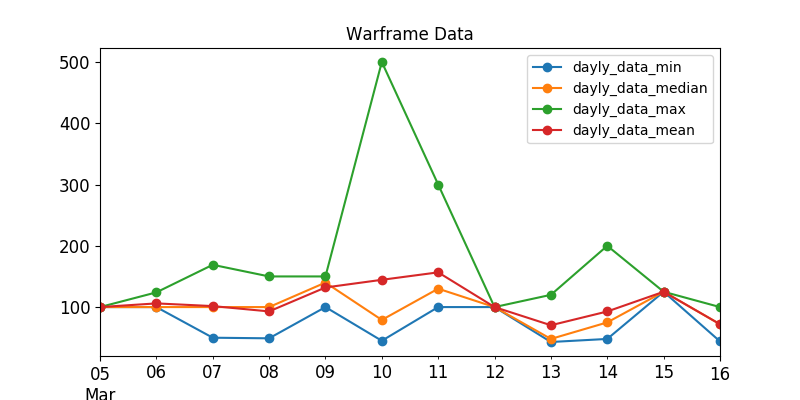 Warframe Data
500
400
300
200
100
dayly_data_min
dayly_data_median
dayly_data_max
dayly_data_mean
05 06 07 08 09 10 11 12 13 14 15 16
Mar